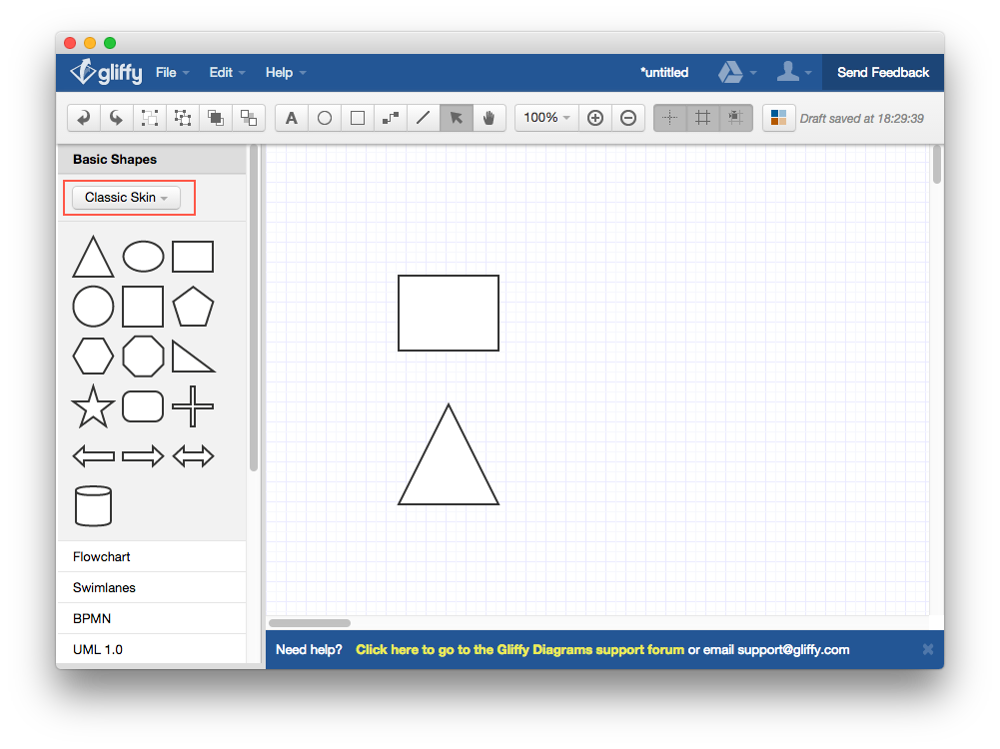 gliffy File Edit Help *untitled Send Feedback
A 100% Draft saved at 18:29:39
Basic Shapes
Classic Skin
Flowchart
Swimlanes
BPMN
UML 1.0
Need help? Click here to go to the Gliffy Diagrams support forum or email support@gliffy.com